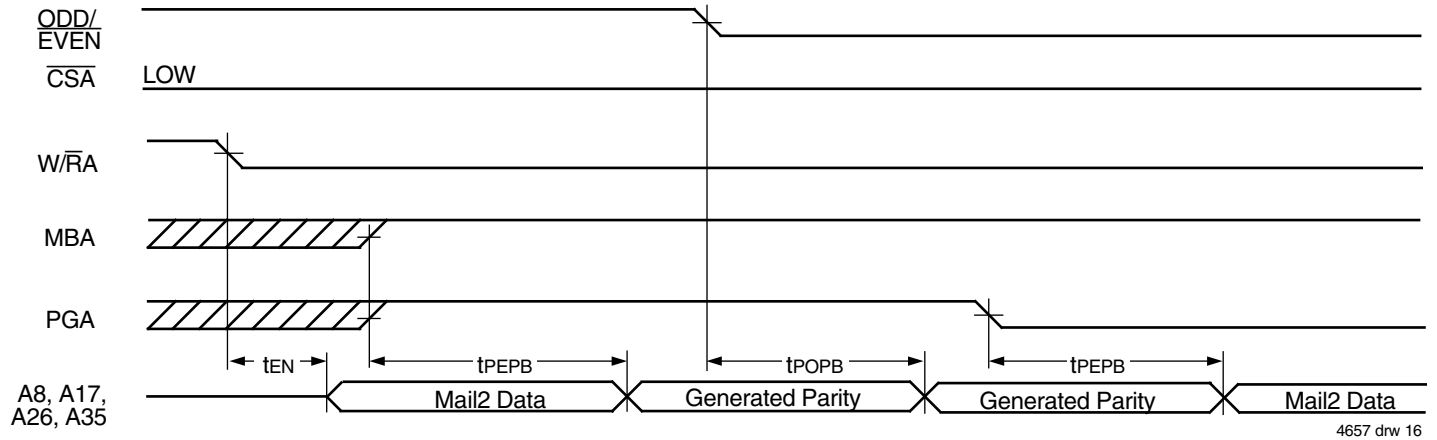 ODD/
EVEN
CSA
LOW
W/RA
MBA
PGA
tEN
tPEPB
tPOPB
tPEPB
A8, A17,
A26, A35
Mail2 Data
Generated Parity
Generated Parity
Mail2 Data
4657 drw 16